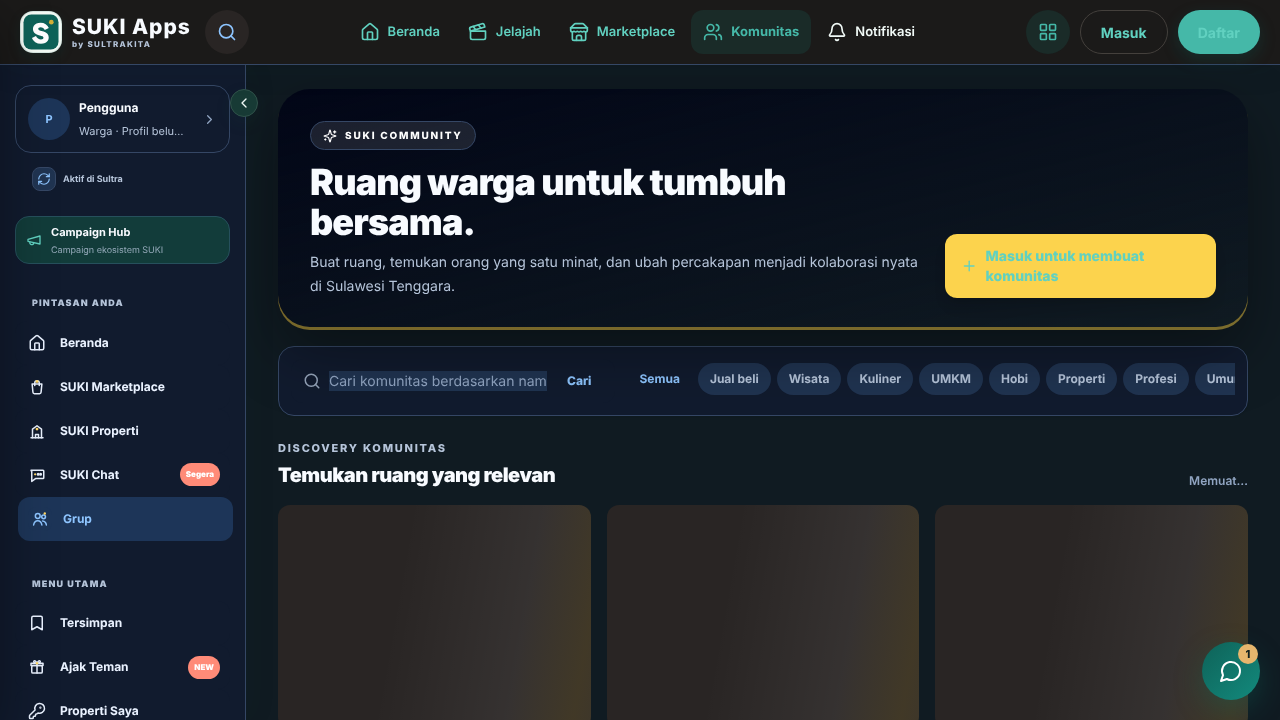 SUKI Apps
by SULTRAKITA
Beranda
Jelajah
Marketplace
Komunitas
Notifikasi
Masuk
Daftar
P
Pengguna
Warga · Profil belu...
Aktif di Sultra
Campaign Hub
Campaign ekosistem SUKI
PINTASAN ANDA
Beranda
SUKI Marketplace
SUKI Properti
SUKI Chat
Segera
Grup
MENU UTAMA
Tersimpan
Ajak Teman
NEW
Properti Saya
SUKI COMMUNITY
Ruang warga untuk tumbuh
bersama.
Buat ruang, temukan orang yang satu minat, dan ubah percakapan menjadi kolaborasi nyata
di Sulawesi Tenggara.
Masuk untuk membuat
komunitas
Cari komunitas berdasarkan nam
Cari
Semua
Jual beli
Wisata
Kuliner
UMKM
Hobi
Properti
Profesi
DISCOVERY KOMUNITAS
Temukan ruang yang relevan
Memuat...
1